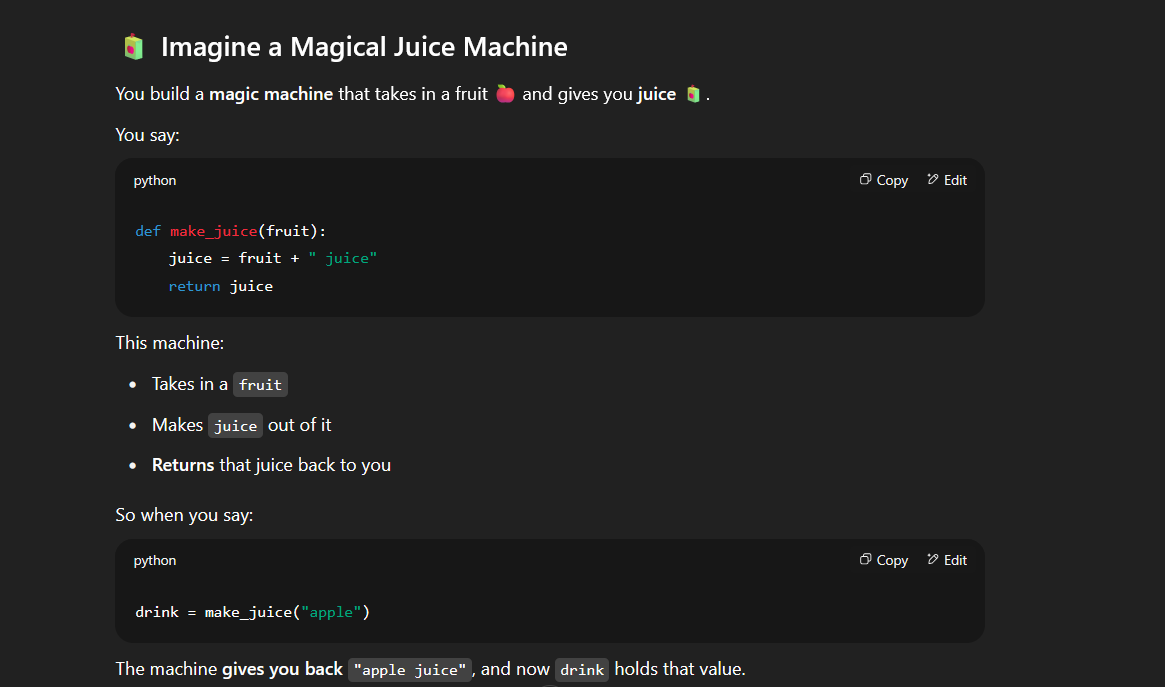 🧃 Imagine a Magical Juice Machine
You build a magic machine that takes in a fruit 🍎 and gives you juice 🧃.
You say:
python
Copy
Edit
def make_juice(fruit):
    juice = fruit + " juice"
    return juice
This machine:
• Takes in a fruit
• Makes juice out of it
• Returns that juice back to you
So when you say:
python
Copy
Edit
drink = make_juice("apple")
The machine gives you back "apple juice", and now drink holds that value.